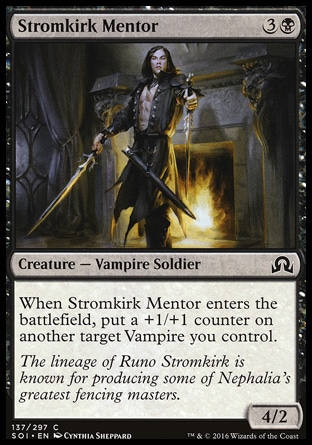 Stromkirk Mentor 3
Creature — Vampire Soldier
When Stromkirk Mentor enters the
battlefield, put a +1/+1 counter on
another target Vampire you control.
The lineage of Runo Stromkirk is
known for producing some of Nephalia's
greatest fencing masters.
4/2
137/297 C
SOI • EN Cynthia Sheppard
™ & © 2016 Wizards of the Coast